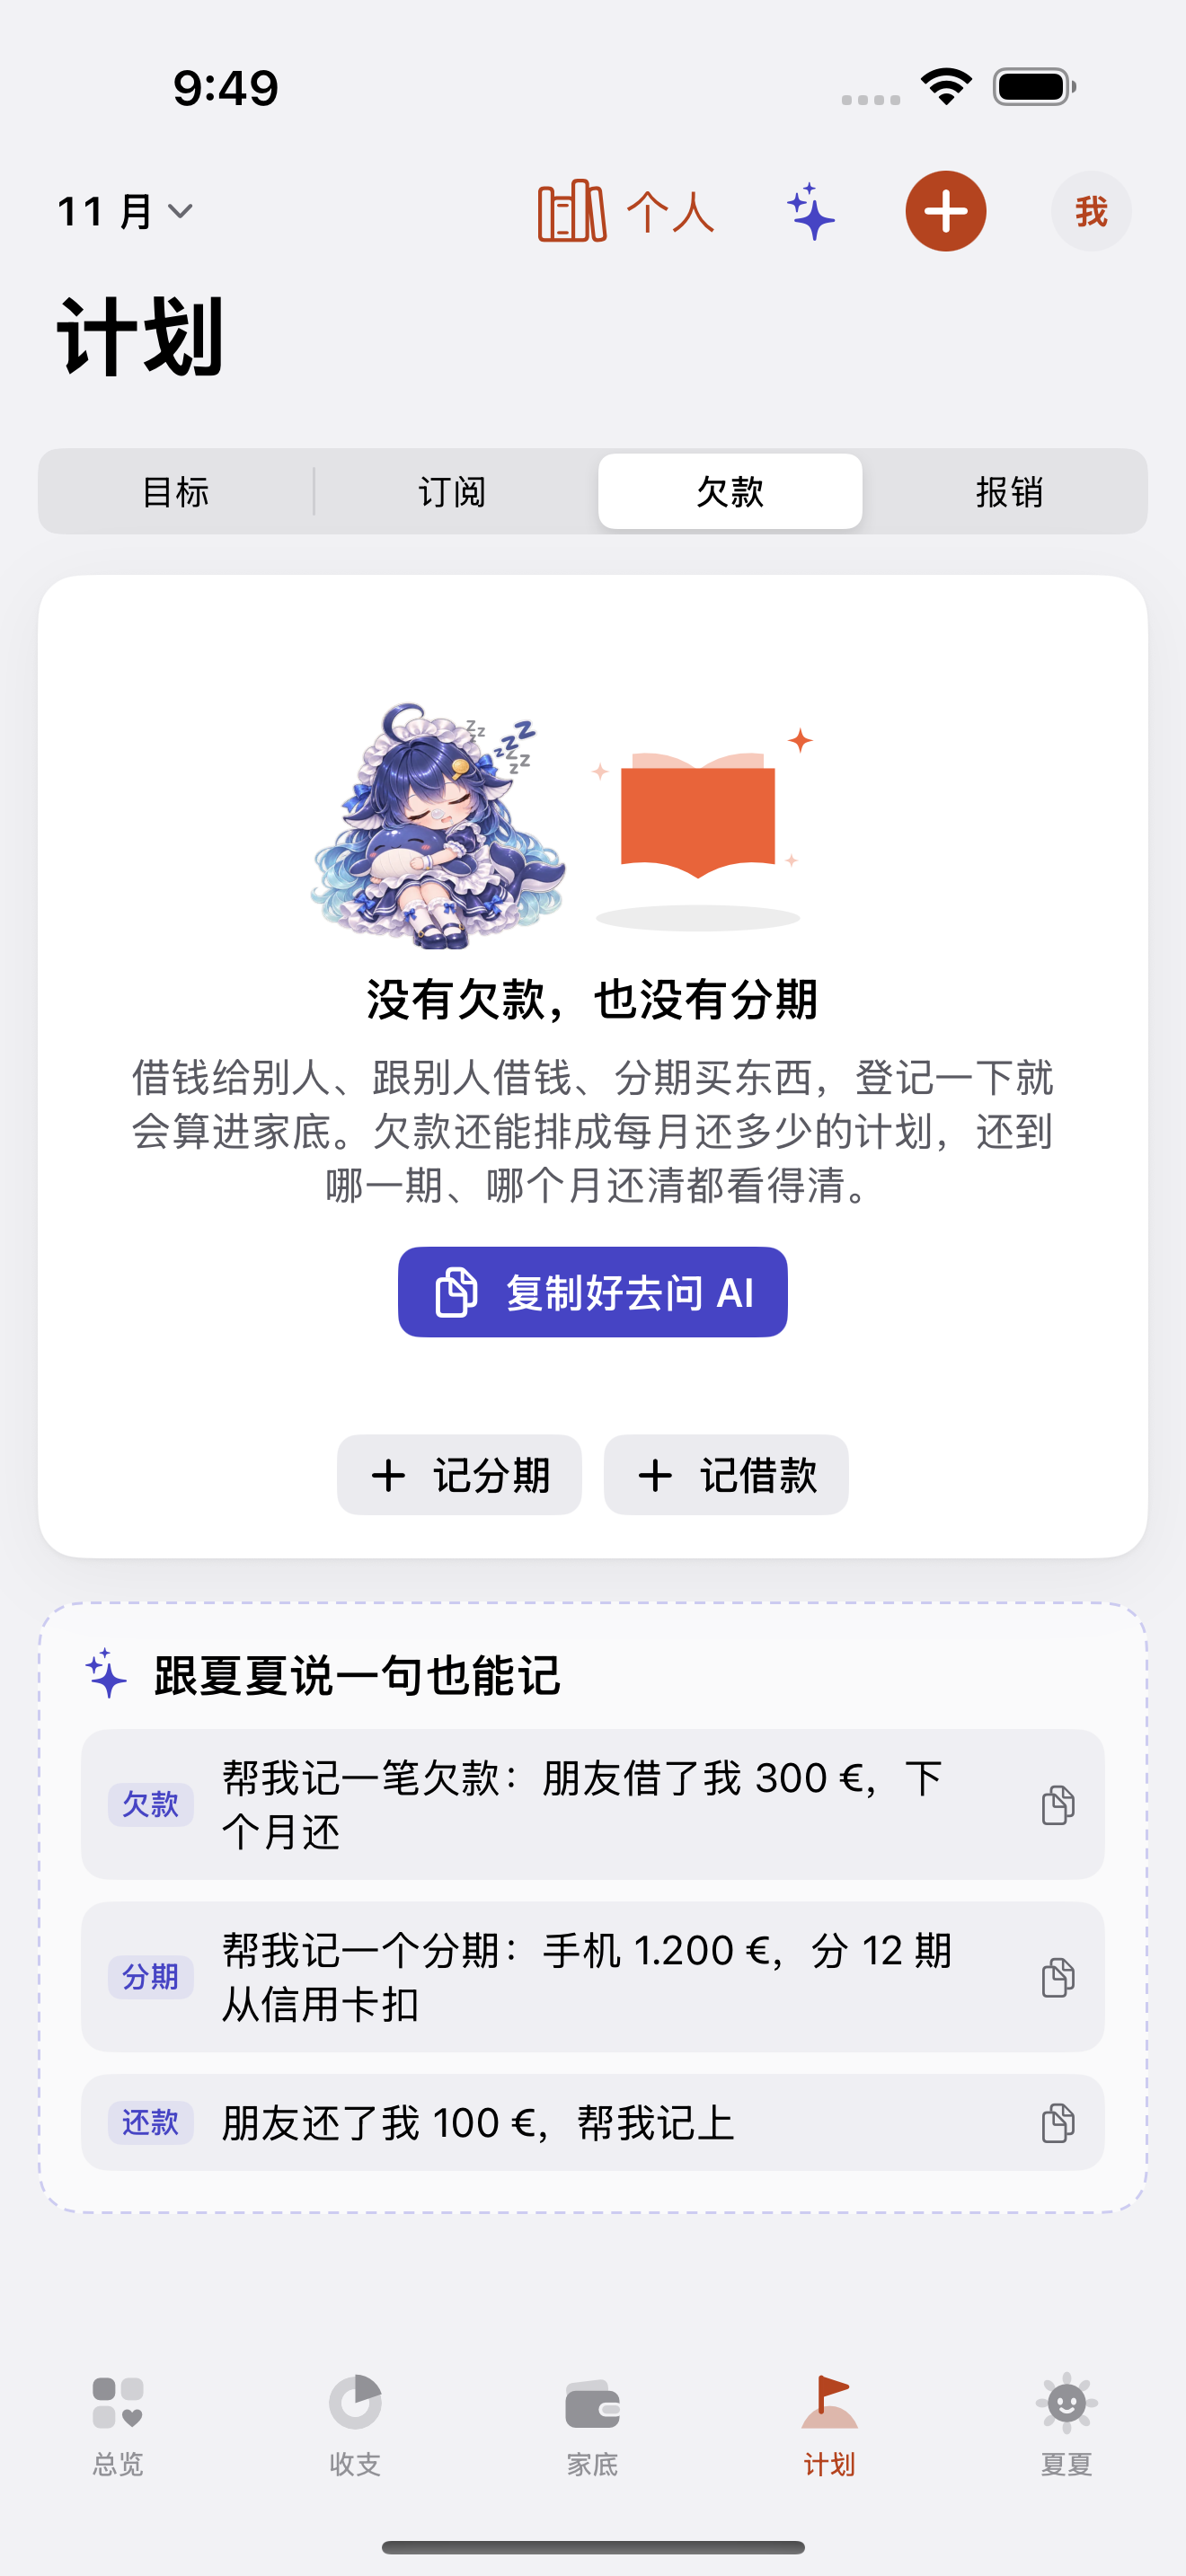 9:49
11 月
个人
我
计划
目标
订阅
欠款
报销
没有欠款，也没有分期
借钱给别人、跟别人借钱、分期买东西，登记一下就
会算进家底。欠款还能排成每月还多少的计划，还到
哪一期、哪个月还清都看得清。
复制好去问 AI
记分期
记借款
跟夏夏说一句也能记
欠款
帮我记一笔欠款：朋友借了我 300 €，下
个月还
分期
帮我记一个分期：手机 1.200 €，分 12 期
从信用卡扣
还款
朋友还了我 100 €，帮我记上
总览
收支
家底
计划
夏夏